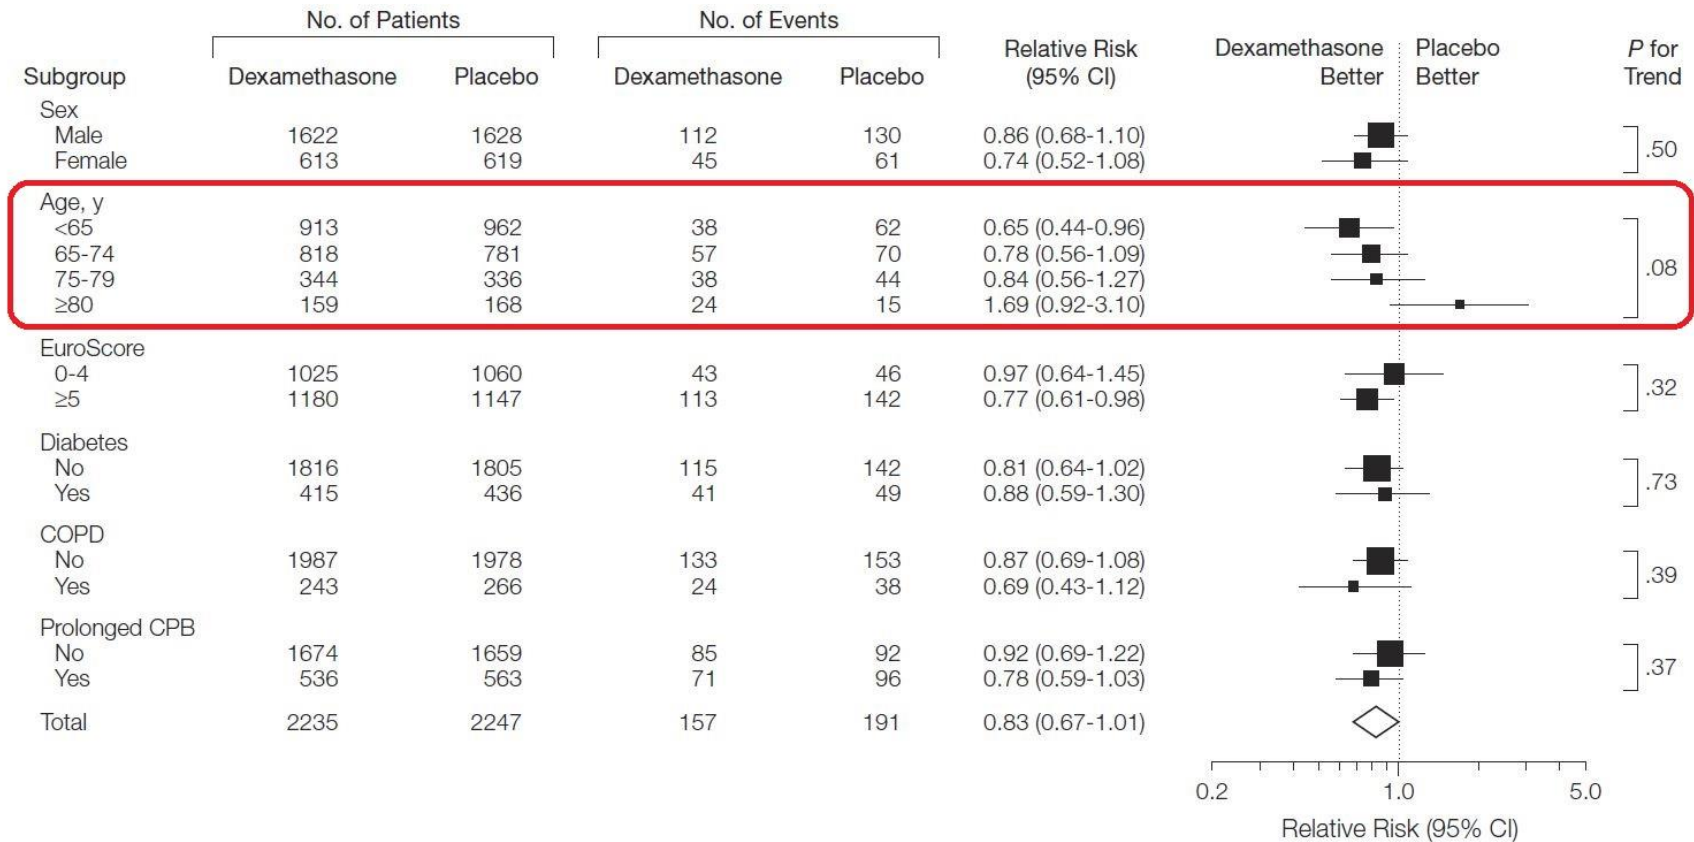 No. of Patients No. of Events
Relative Risk Dexamethasone Placebo P for
Subgroup Dexamethasone Placebo Dexamethasone Placebo (95% CI) Better Better Trend
Sex
Male 1622 1628 112 130 0.86 (0.68-1.10)
.50
Female 613 619 45 61 0.74 (0.52-1.08)
Age, y
<65 913 962 38 62 0.65 (0.44-0.96)
65-74 818 781 57 70 0.78 (0.56-1.09)
.08
75-79 344 336 38 44 0.84 (0.56-1.27)
≥80 159 168 24 15 1.69 (0.92-3.10)
EuroScore
0-4 1025 1060 43 46 0.97 (0.64-1.45)
.32
≥5 1180 1147 113 142 0.77 (0.61-0.98)
Diabetes
No 1816 1805 115 142 0.81 (0.64-1.02)
.73
Yes 415 436 41 49 0.88 (0.59-1.30)
COPD
No 1987 1978 133 153 0.87 (0.69-1.08)
.39
Yes 243 266 24 38 0.69 (0.43-1.12)
Prolonged CPB
No 1674 1659 85 92 0.92 (0.69-1.22)
.37
Yes 536 563 71 96 0.78 (0.59-1.03)
Total 2235 2247 157 191 0.83 (0.67-1.01)
0.2 1.0 5.0
Relative Risk (95% CI)